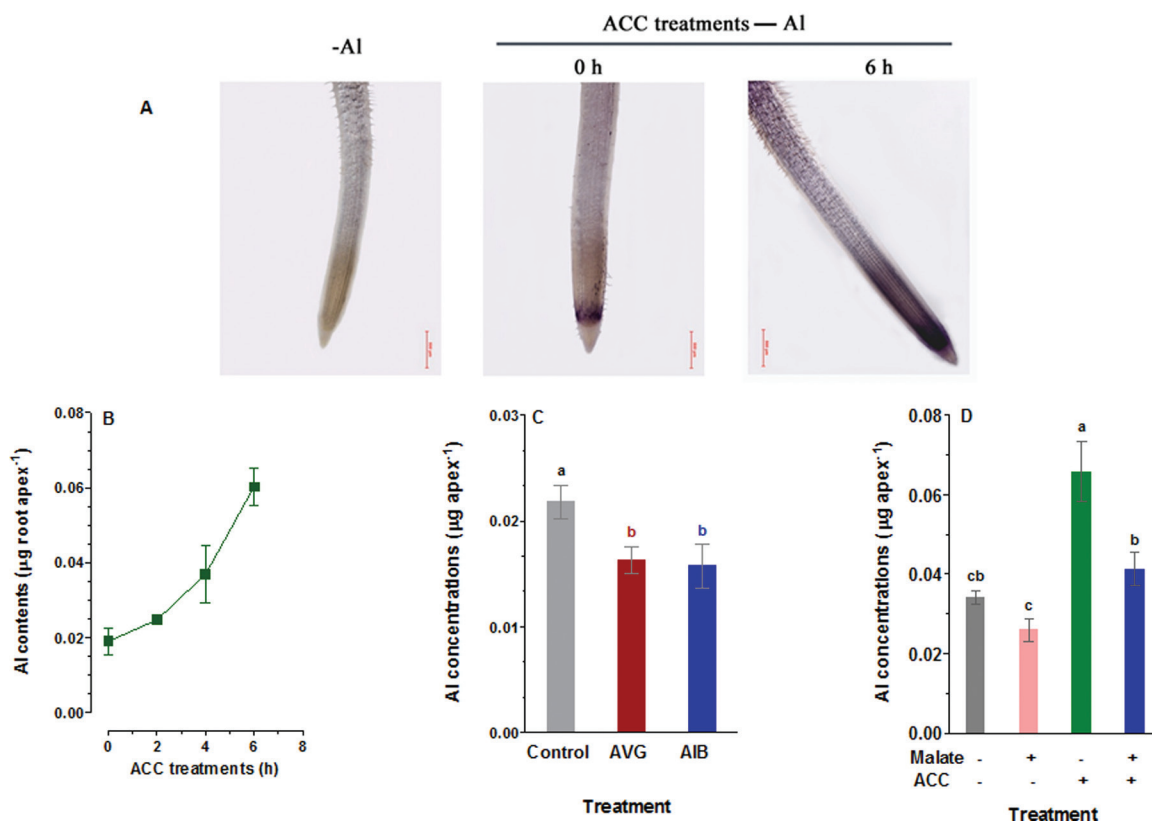 ACC treatments — Al
-Al
0 h
6 h
A
B
Al contents (µg root apex⁻¹)
0.08
0.06
0.04
0.02
0.00
0 2 4 6 8
ACC treatments (h)
C
Al concentrations (µg apex⁻¹)
0.03
0.02
0.01
0.00
a
b
b
Control AVG AIB
Treatment
D
Al concentrations (µg apex⁻¹)
0.08
0.06
0.04
0.02
0.00
cb
c
a
b
Malate - + - +
ACC - - + +
Treatment